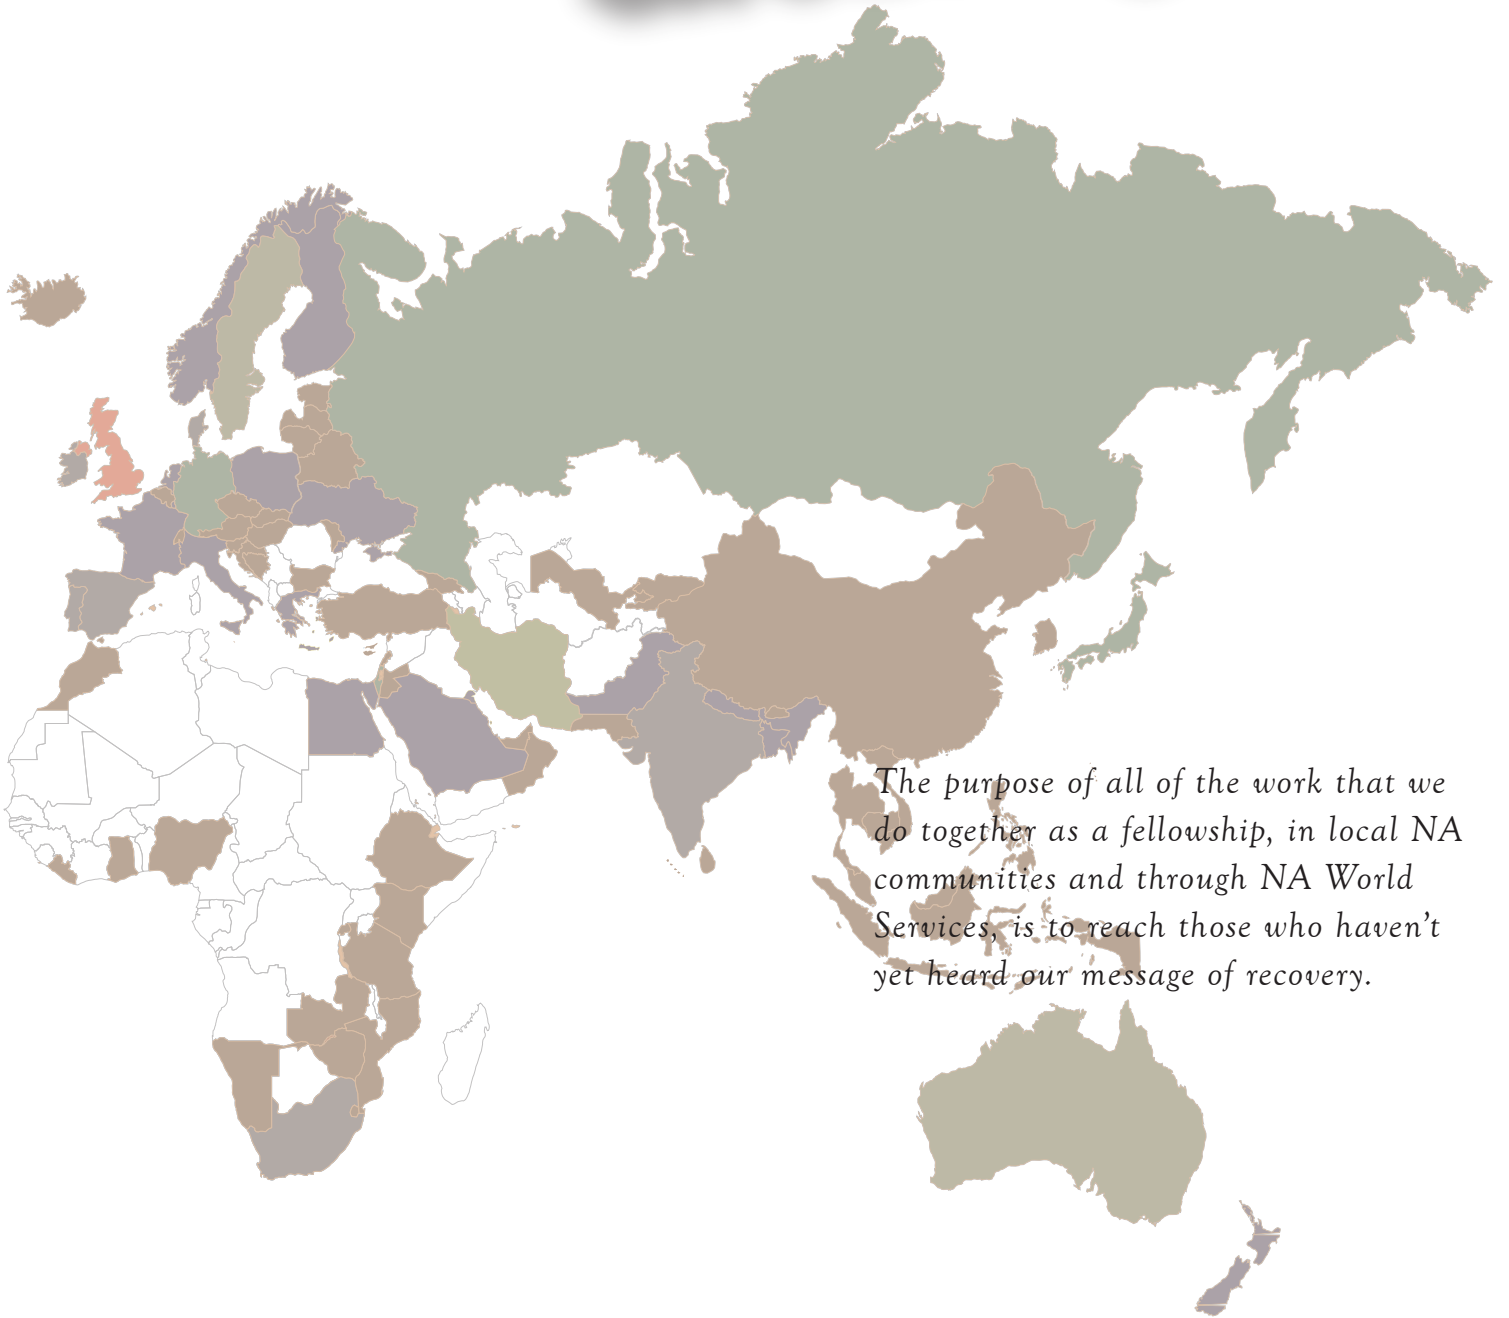 The purpose of all of the work that we
do together as a fellowship, in local NA
communities and through NA World
Services, is to reach those who haven’t
yet heard our message of recovery.